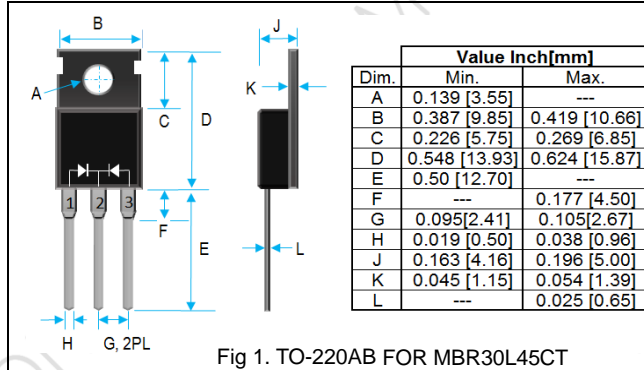 B
J
A
K
C
D
1 2 3
F
E
L
H
G, 2PL
Value Inch[mm]
Dim. Min. Max.
A 0.139 [3.55] ---
B 0.387 [9.85] 0.419 [10.66]
C 0.226 [5.75] 0.269 [6.85]
D 0.548 [13.93] 0.624 [15.87]
E 0.50 [12.70] ---
F --- 0.177 [4.50]
G 0.095[2.41] 0.105[2.67]
H 0.019 [0.50] 0.038 [0.96]
J 0.163 [4.16] 0.196 [5.00]
K 0.045 [1.15] 0.054 [1.39]
L --- 0.025 [0.65]
Fig 1. TO-220AB FOR MBR30L45CT